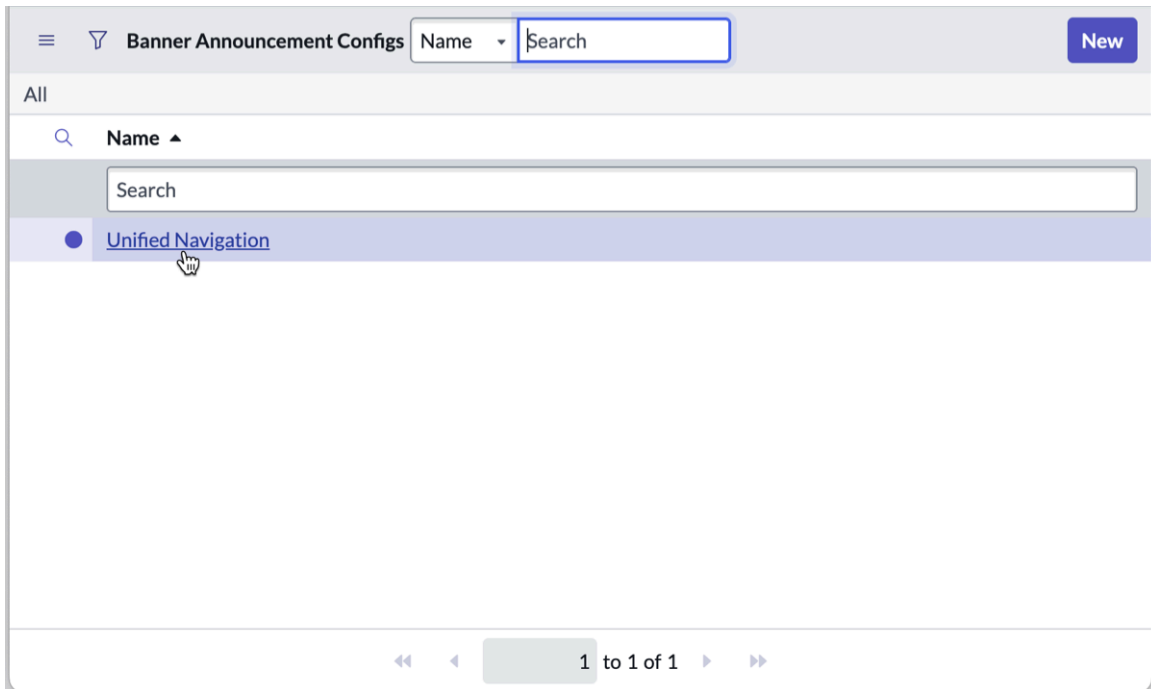 Banner Announcement Configs Name Search New
All
Name
Search
Unified Navigation
1 to 1 of 1